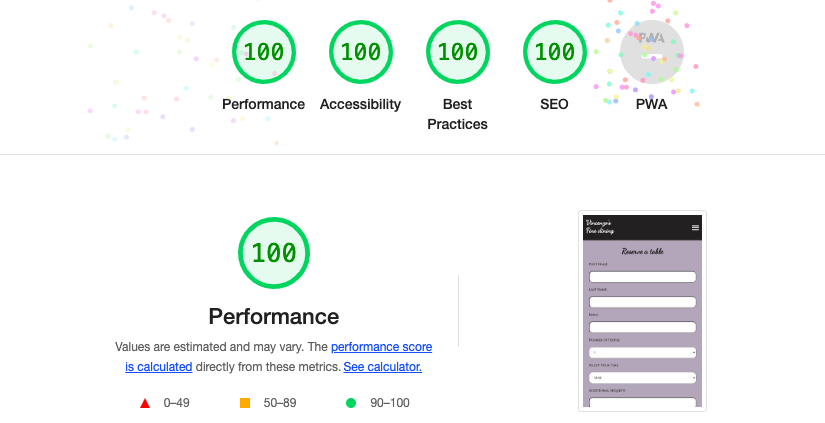 100
100
100
100
PWA
Performance
Accessibility
Best
Practices
SEO
PWA
100
Performance
Values are estimated and may vary. The performance score
is calculated directly from these metrics. See calculator.
0–49
50–89
90–100
Vincenzo's
Fine dining
Reserve a table